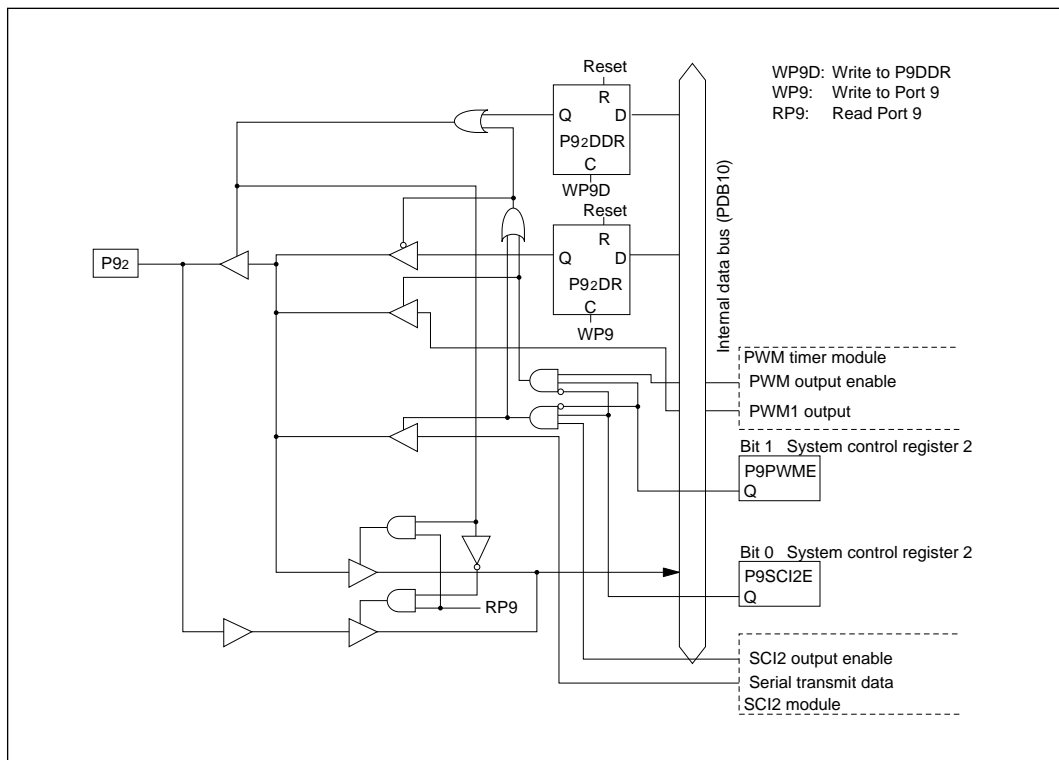 WP9D: Write to P9DDR
WP9: Write to Port 9
RP9: Read Port 9
Reset
R
Q D
P92DDR
C
WP9D
Reset
R
Q D
P92DR
C
WP9
P92
Internal data bus (PDB10)
PWM timer module
PWM output enable
PWM1 output
Bit 1 System control register 2
P9PWME
Q
Bit 0 System control register 2
P9SCI2E
Q
RP9
SCI2 output enable
Serial transmit data
SCI2 module